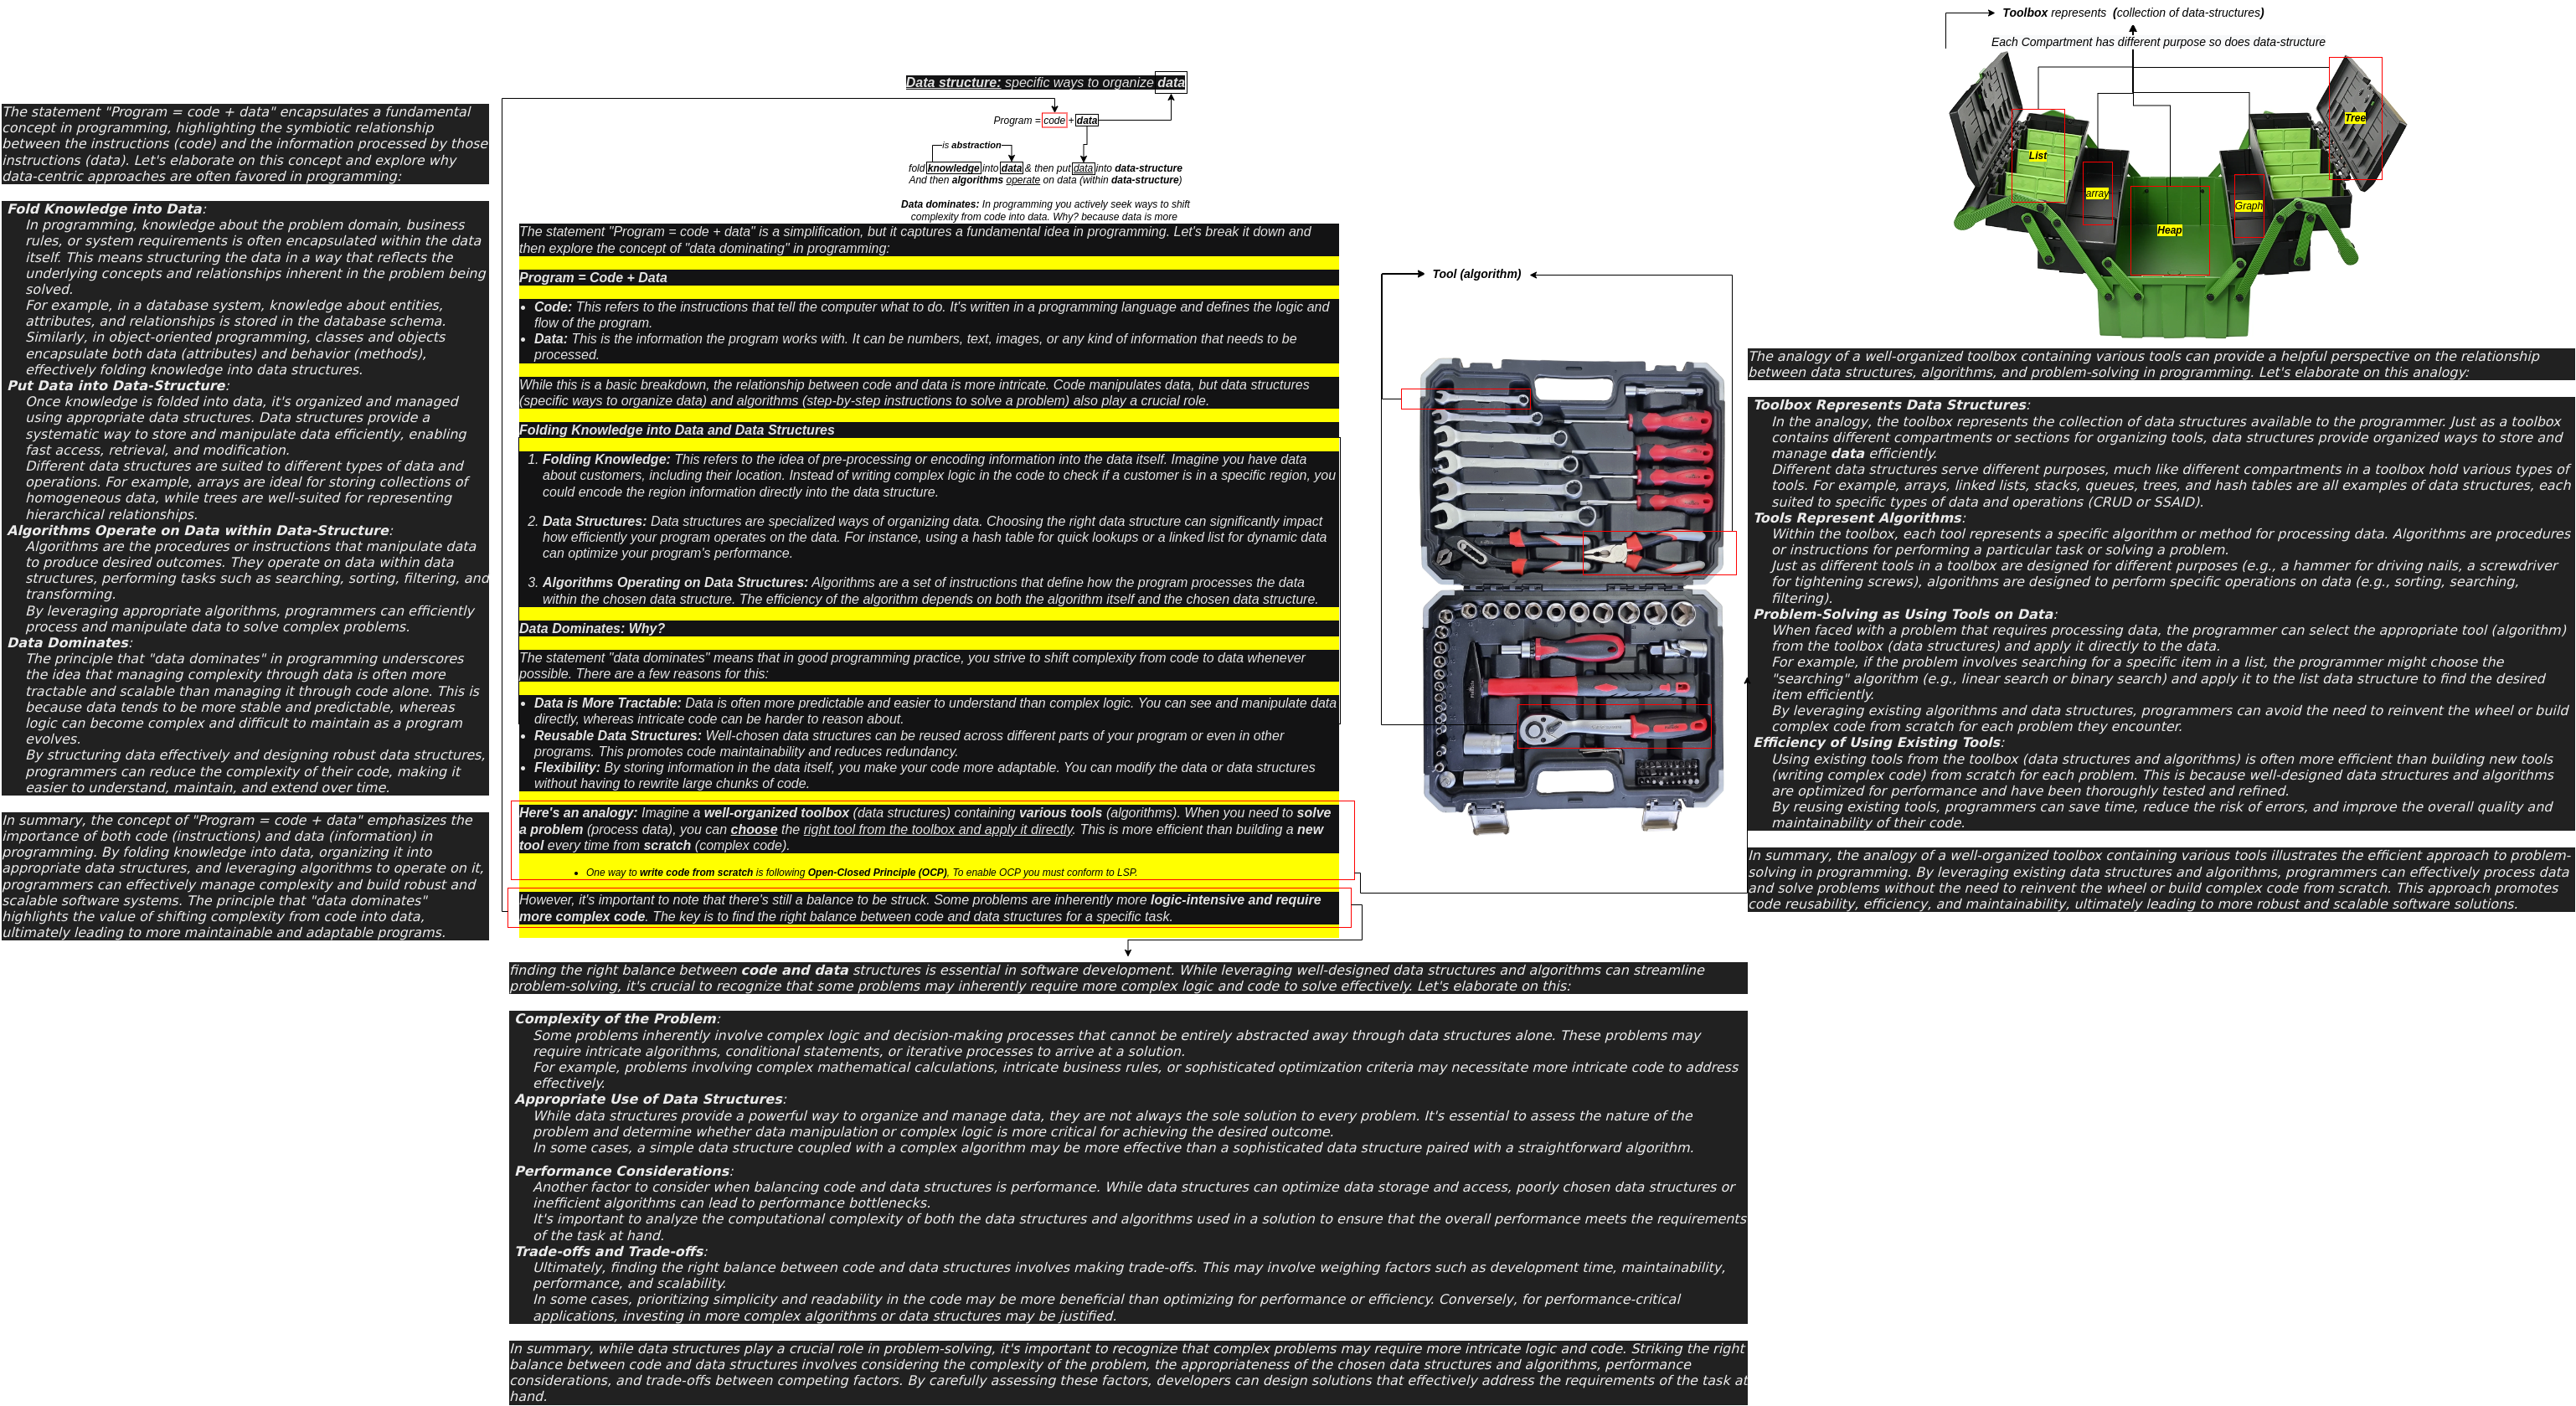 Toolbox represents (collection of data-structures)
Each Compartment has different purpose so does data-structure
List
array
Heap
Graph
Tree
Data structure: specific ways to organize data
Program = code + data
is abstraction
fold knowledge into data & then put data into data-structure
And then algorithms operate on data (within data-structure)
Data dominates: In programming you actively seek ways to shift
complexity from code into data. Why? because data is more
The statement "Program = code + data" encapsulates a fundamental
concept in programming, highlighting the symbiotic relationship
between the instructions (code) and the information processed by those
instructions (data). Let's elaborate on this concept and explore why
data-centric approaches are often favored in programming:
Fold Knowledge into Data:
In programming, knowledge about the problem domain, business
rules, or system requirements is often encapsulated within the data
itself. This means structuring the data in a way that reflects the
underlying concepts and relationships inherent in the problem being
solved.
For example, in a database system, knowledge about entities,
attributes, and relationships is stored in the database schema.
Similarly, in object-oriented programming, classes and objects
encapsulate both data (attributes) and behavior (methods),
effectively folding knowledge into data structures.
Put Data into Data-Structure:
Once knowledge is folded into data, it's organized and managed
using appropriate data structures. Data structures provide a
systematic way to store and manipulate data efficiently, enabling
fast access, retrieval, and modification.
Different data structures are suited to different types of data and
operations. For example, arrays are ideal for storing collections of
homogeneous data, while trees are well-suited for representing
hierarchical relationships.
Algorithms Operate on Data within Data-Structure:
Algorithms are the procedures or instructions that manipulate data
to produce desired outcomes. They operate on data within data
structures, performing tasks such as searching, sorting, filtering, and
transforming.
By leveraging appropriate algorithms, programmers can efficiently
process and manipulate data to solve complex problems.
Data Dominates:
The principle that "data dominates" in programming underscores
the idea that managing complexity through data is often more
tractable and scalable than managing it through code alone. This is
because data tends to be more stable and predictable, whereas
logic can become complex and difficult to maintain as a program
evolves.
By structuring data effectively and designing robust data structures,
programmers can reduce the complexity of their code, making it
easier to understand, maintain, and extend over time.
In summary, the concept of "Program = code + data" emphasizes the
importance of both code (instructions) and data (information) in
programming. By folding knowledge into data, organizing it into
appropriate data structures, and leveraging algorithms to operate on it,
programmers can effectively manage complexity and build robust and
scalable software systems. The principle that "data dominates"
highlights the value of shifting complexity from code into data,
ultimately leading to more maintainable and adaptable programs.
The statement "Program = code + data" is a simplification, but it captures a fundamental idea in programming. Let's break it down and
then explore the concept of "data dominating" in programming:
Program = Code + Data
• Code: This refers to the instructions that tell the computer what to do. It's written in a programming language and defines the logic and
flow of the program.
• Data: This is the information the program works with. It can be numbers, text, images, or any kind of information that needs to be
processed.
While this is a basic breakdown, the relationship between code and data is more intricate. Code manipulates data, but data structures
(specific ways to organize data) and algorithms (step-by-step instructions to solve a problem) also play a crucial role.
Folding Knowledge into Data and Data Structures
1. Folding Knowledge: This refers to the idea of pre-processing or encoding information into the data itself. Imagine you have data
about customers, including their location. Instead of writing complex logic in the code to check if a customer is in a specific region, you
could encode the region information directly into the data structure.
2. Data Structures: Data structures are specialized ways of organizing data. Choosing the right data structure can significantly impact
how efficiently your program operates on the data. For instance, using a hash table for quick lookups or a linked list for dynamic data
can optimize your program's performance.
3. Algorithms Operating on Data Structures: Algorithms are a set of instructions that define how the program processes the data
within the chosen data structure. The efficiency of the algorithm depends on both the algorithm itself and the chosen data structure.
Data Dominates: Why?
The statement "data dominates" means that in good programming practice, you strive to shift complexity from code to data whenever
possible. There are a few reasons for this:
• Data is More Tractable: Data is often more predictable and easier to understand than complex logic. You can see and manipulate data
directly, whereas intricate code can be harder to reason about.
• Reusable Data Structures: Well-chosen data structures can be reused across different parts of your program or even in other
programs. This promotes code maintainability and reduces redundancy.
• Flexibility: By storing information in the data itself, you make your code more adaptable. You can modify the data or data structures
without having to rewrite large chunks of code.
Here's an analogy: Imagine a well-organized toolbox (data structures) containing various tools (algorithms). When you need to solve
a problem (process data), you can choose the right tool from the toolbox and apply it directly. This is more efficient than building a new
tool every time from scratch (complex code).
• One way to write code from scratch is following Open-Closed Principle (OCP), To enable OCP you must conform to LSP.
However, it's important to note that there's still a balance to be struck. Some problems are inherently more logic-intensive and require
more complex code. The key is to find the right balance between code and data structures for a specific task.
Tool (algorithm)
The analogy of a well-organized toolbox containing various tools can provide a helpful perspective on the relationship
between data structures, algorithms, and problem-solving in programming. Let's elaborate on this analogy:
Toolbox Represents Data Structures:
In the analogy, the toolbox represents the collection of data structures available to the programmer. Just as a toolbox
contains different compartments or sections for organizing tools, data structures provide organized ways to store and
manage data efficiently.
Different data structures serve different purposes, much like different compartments in a toolbox hold various types of
tools. For example, arrays, linked lists, stacks, queues, trees, and hash tables are all examples of data structures, each
suited to specific types of data and operations (CRUD or SSAID).
Tools Represent Algorithms:
Within the toolbox, each tool represents a specific algorithm or method for processing data. Algorithms are procedures
or instructions for performing a particular task or solving a problem.
Just as different tools in a toolbox are designed for different purposes (e.g., a hammer for driving nails, a screwdriver
for tightening screws), algorithms are designed to perform specific operations on data (e.g., sorting, searching,
filtering).
Problem-Solving as Using Tools on Data:
When faced with a problem that requires processing data, the programmer can select the appropriate tool (algorithm)
from the toolbox (data structures) and apply it directly to the data.
For example, if the problem involves searching for a specific item in a list, the programmer might choose the
"searching" algorithm (e.g., linear search or binary search) and apply it to the list data structure to find the desired
item efficiently.
By leveraging existing algorithms and data structures, programmers can avoid the need to reinvent the wheel or build
complex code from scratch for each problem they encounter.
Efficiency of Using Existing Tools:
Using existing tools from the toolbox (data structures and algorithms) is often more efficient than building new tools
(writing complex code) from scratch for each problem. This is because well-designed data structures and algorithms
are optimized for performance and have been thoroughly tested and refined.
By reusing existing tools, programmers can save time, reduce the risk of errors, and improve the overall quality and
maintainability of their code.
In summary, the analogy of a well-organized toolbox containing various tools illustrates the efficient approach to problem-
solving in programming. By leveraging existing data structures and algorithms, programmers can effectively process data
and solve problems without the need to reinvent the wheel or build complex code from scratch. This approach promotes
code reusability, efficiency, and maintainability, ultimately leading to more robust and scalable software solutions.
finding the right balance between code and data structures is essential in software development. While leveraging well-designed data structures and algorithms can streamline
problem-solving, it's crucial to recognize that some problems may inherently require more complex logic and code to solve effectively. Let's elaborate on this:
Complexity of the Problem:
Some problems inherently involve complex logic and decision-making processes that cannot be entirely abstracted away through data structures alone. These problems may
require intricate algorithms, conditional statements, or iterative processes to arrive at a solution.
For example, problems involving complex mathematical calculations, intricate business rules, or sophisticated optimization criteria may necessitate more intricate code to address
effectively.
Appropriate Use of Data Structures:
While data structures provide a powerful way to organize and manage data, they are not always the sole solution to every problem. It's essential to assess the nature of the
problem and determine whether data manipulation or complex logic is more critical for achieving the desired outcome.
In some cases, a simple data structure coupled with a complex algorithm may be more effective than a sophisticated data structure paired with a straightforward algorithm.
Performance Considerations:
Another factor to consider when balancing code and data structures is performance. While data structures can optimize data storage and access, poorly chosen data structures or
inefficient algorithms can lead to performance bottlenecks.
It's important to analyze the computational complexity of both the data structures and algorithms used in a solution to ensure that the overall performance meets the requirements
of the task at hand.
Trade-offs and Trade-offs:
Ultimately, finding the right balance between code and data structures involves making trade-offs. This may involve weighing factors such as development time, maintainability,
performance, and scalability.
In some cases, prioritizing simplicity and readability in the code may be more beneficial than optimizing for performance or efficiency. Conversely, for performance-critical
applications, investing in more complex algorithms or data structures may be justified.
In summary, while data structures play a crucial role in problem-solving, it's important to recognize that complex problems may require more intricate logic and code. Striking the right
balance between code and data structures involves considering the complexity of the problem, the appropriateness of the chosen data structures and algorithms, performance
considerations, and trade-offs between competing factors. By carefully assessing these factors, developers can design solutions that effectively address the requirements of the task at
hand.